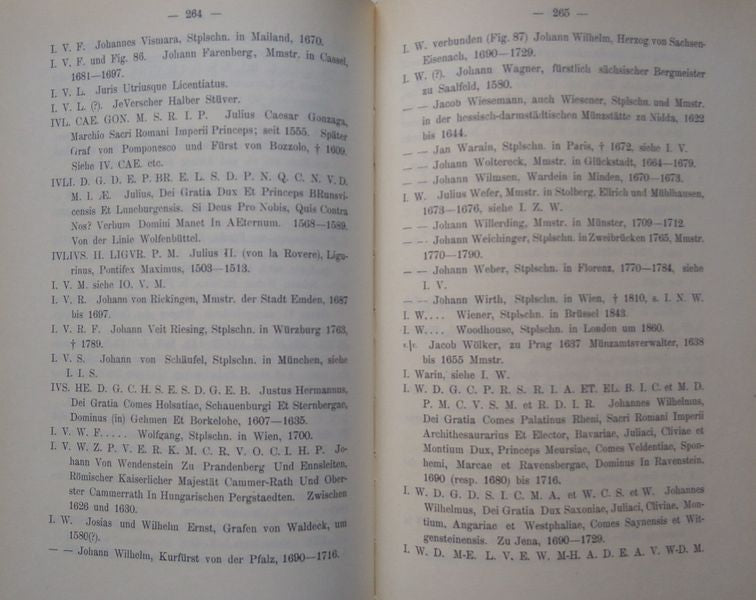 — 264 —
I. V. F. Johannes Vismara, Stplschn. in Mailand, 1670.
I. V. F. und Fig. 86. Johann Farenberg, Mmstr. in Cassel,
1681—1697.
I. V. L. Juris Utriusque Licentiatus.
I. V. L. (?). JeVerscher Halber Stüver.
IVL. CAE. GON. M. S. R. I. P. Julius Caesar Gonzaga,
Marchio Sacri Romani Imperii Princeps; seit 1555. Später
Graf von Pomponesco und Fürst von Bozzolo, † 1609.
Siehe IV. CAE. etc.
IVLI. D. G. D. E. P. BR. E. L. S. D. P. N. Q. C. N. V. D.
M. I. Æ. Julius, Dei Gratia Dux Et Princeps BRunsvi-
censis Et Luneburgensis. Si Deus Pro Nobis, Quis Contra
Nos? Verbum Domini Manet In AEternum. 1568—1589.
Von der Linie Wolfenbüttel.
IVLIVS. II. LIGVR. P. M. Julius II. (von la Rovere), Ligu-
rinus, Pontifex Maximus, 1503—1513.
I. V. M. siehe IO. V. M.
I. V. R. Johann von Rickingen, Mmstr. der Stadt Emden, 1687
bis 1697.
I. V. R. F. Johann Veit Riesing, Stplschn. in Würzburg 1763,
† 1789.
I. V. S. Johann von Schäufel, Stplschn. in München, siehe
I. I. S.
IVS. HE. D. G. C. H. S. E. S. D. G. E. B. Justus Hermannus,
Dei Gratia Comes Holsatiae, Schauenburgi Et Sternbergae,
Dominus (in) Gehmen Et Borkelohe, 1607—1635.
I. V. W. F..... Wolfgang, Stplschn. in Wien, 1700.
I. V. W. Z. P. V. E. R. K. M. C. R. V. O. C. I. H. P. Jo-
hann Von Wendenstein Zu Prandenberg Und Ennsleiten,
Römischer Kaiserlicher Majestät Cammer-Rath Und Ober-
ster Cammerrath In Hungarischen Pergstaedten. Zwischen
1626 und 1630.
I. W. Josias und Wilhelm Ernst, Grafen von Waldeck, um
1580(?).
— — Johann Wilhelm, Kurfürst von der Pfalz, 1690—1716.
— 265 —
I. W. verbunden (Fig. 87) Johann Wilhelm, Herzog von Sachsen-
Eisenach, 1690—1729.
I. W. (?). Johann Wagner, fürstlich sächsischer Bergmeister
zu Saalfeld, 1580.
— — Jacob Wiesemann, auch Wiesener, Stplschn. und Mmstr.
in der hessisch-darmstädtischen Münzstätte zu Nidda, 1622
bis 1644.
— — Jan Warain, Stplschn. in Paris, † 1672, siehe I. V.
— — Johann Woltereck, Mmstr. in Glückstadt, 1664—1679.
— — Johann Wilmsen, Wardein in Minden, 1670—1673.
I. W. Julius Wefer, Mmstr. in Stolberg, Ellrich und Mühlhausen,
1673—1676, siehe I. Z. W.
— — Johann Willerding, Mmstr. in Münster, 1709—1712
— — Johann Weichinger, Stplschn. in Zweibrücken 1765, Mmstr.
1770—1790.
— — Johann Weber, Stplschn. in Florenz, 1770—1784, siehe
I. V.
— — Johann Wirth, Stplschn. in Wien, † 1810, s. I. N. W.
I. W.... Wiener, Stplschn. in Brüssel 1843.
I. W.... Woodhouse, Stplschn. in London um 1860.
Jacob Wölker, zu Prag 1637 Münzamtsverwalter, 1638
bis 1655 Mmstr.
I. Warin, siehe I. W.
I. W. D. G. C. P. R. S. R. I. A. ET. EL. B. I. C. et M. D.
P. M. C. V. S. M. et R. D. I. R. Johannes Wilhelmus,
Dei Gratia Comes Palatinus Rheni, Sacri Romani Imperii
Archithesaurarius Et Elector, Bavariae, Juliaci, Cliviae et
Montium Dux, Princeps Meursiae, Comes Veldentiae, Spon-
hemi, Marcae et Ravensbergae, Dominus In Ravenstein.
1690 (resp. 1680) bis 1716.
I. W. D. G. D. S. I. C. M. A. et W. C. S. et W. Johannes
Wilhelmus, Dei Gratia Dux Saxoniae, Juliaci, Cliviae, Mon-
tium, Angariae et Westphaliae, Comes Saynensis et Wit-
gensteinensis. Zu Jena, 1690—1729.
I. W. D. M-E. L. V. E. W. M-H. A. D. E. A. V. W-D. M.